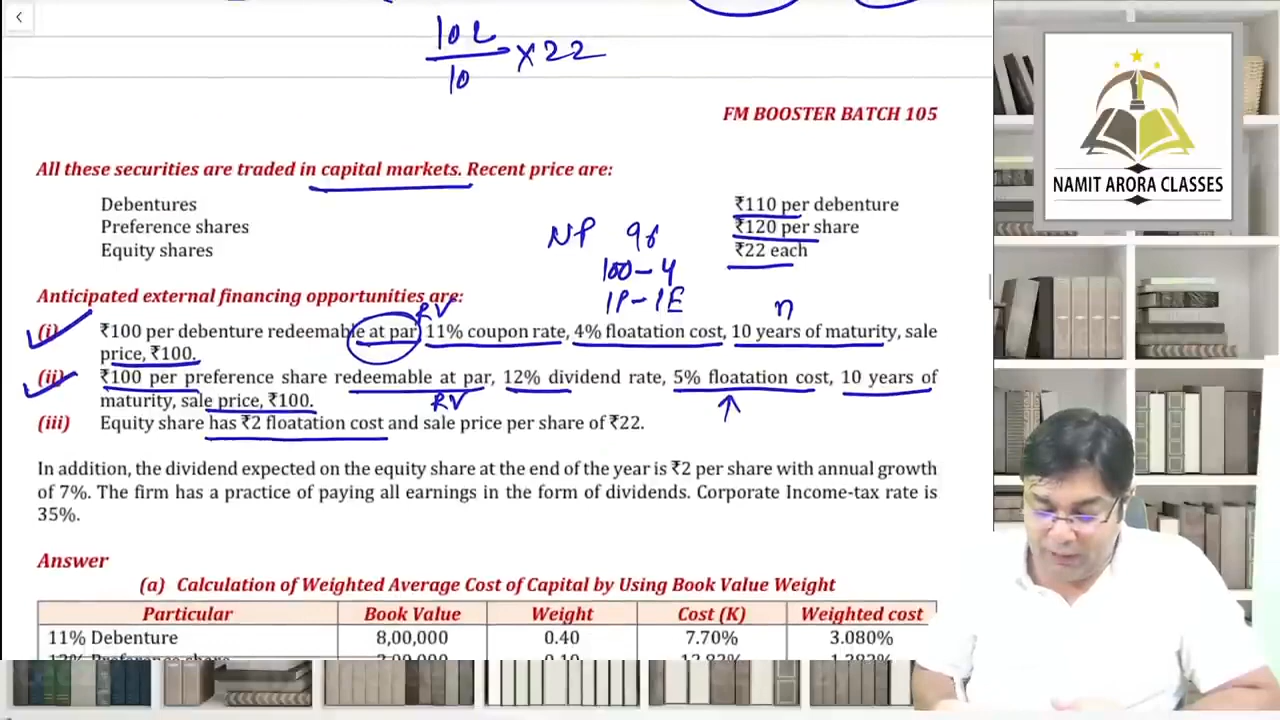 10L
10
×22
FM BOOSTER BATCH 105
NAMIT ARORA CLASSES
All these securities are traded in capital markets. Recent price are:
Debentures ₹110 per debenture
Preference shares ₹120 per share
Equity shares ₹22 each
NP 96
100-4
IP-IE
Anticipated external financing opportunities are:
RV
n
(i) ₹100 per debenture redeemable at par, 11% coupon rate, 4% floatation cost, 10 years of maturity, sale
price, ₹100.
(ii) ₹100 per preference share redeemable at par, 12% dividend rate, 5% floatation cost, 10 years of
maturity, sale price, ₹100.
RV
(iii) Equity share has ₹2 floatation cost and sale price per share of ₹22.
In addition, the dividend expected on the equity share at the end of the year is ₹2 per share with annual growth
of 7%. The firm has a practice of paying all earnings in the form of dividends. Corporate Income-tax rate is
35%.
Answer
(a) Calculation of Weighted Average Cost of Capital by Using Book Value Weight
Particular Book Value Weight Cost (K) Weighted cost
11% Debenture 8,00,000 0.40 7.70% 3.080%